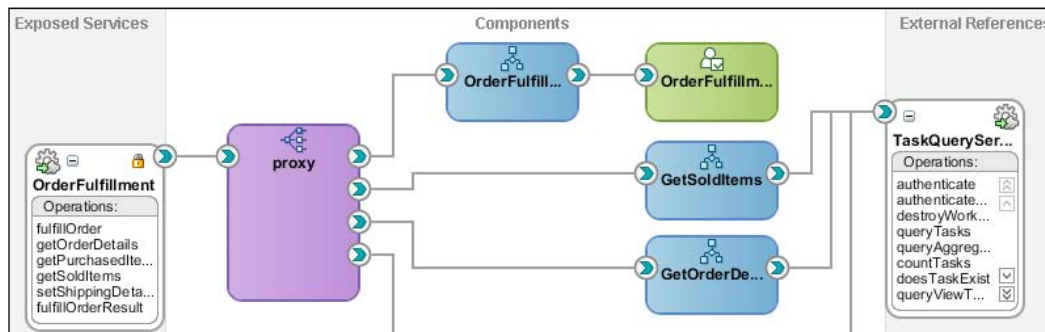 Exposed Services
Components
External References
OrderFulfill...
OrderFulfillm...
proxy
OrderFulfillment
Operations:
fulfillOrder
getOrderDetails
getPurchasedIte...
getSoldItems
setShippingDeta...
fulfillOrderResult
GetSoldItems
GetOrderDe...
TaskQuerySer...
Operations:
authenticate
authenticate...
destroyWork...
queryTasks
queryAggreg...
countTasks
doesTaskExist
queryViewT...